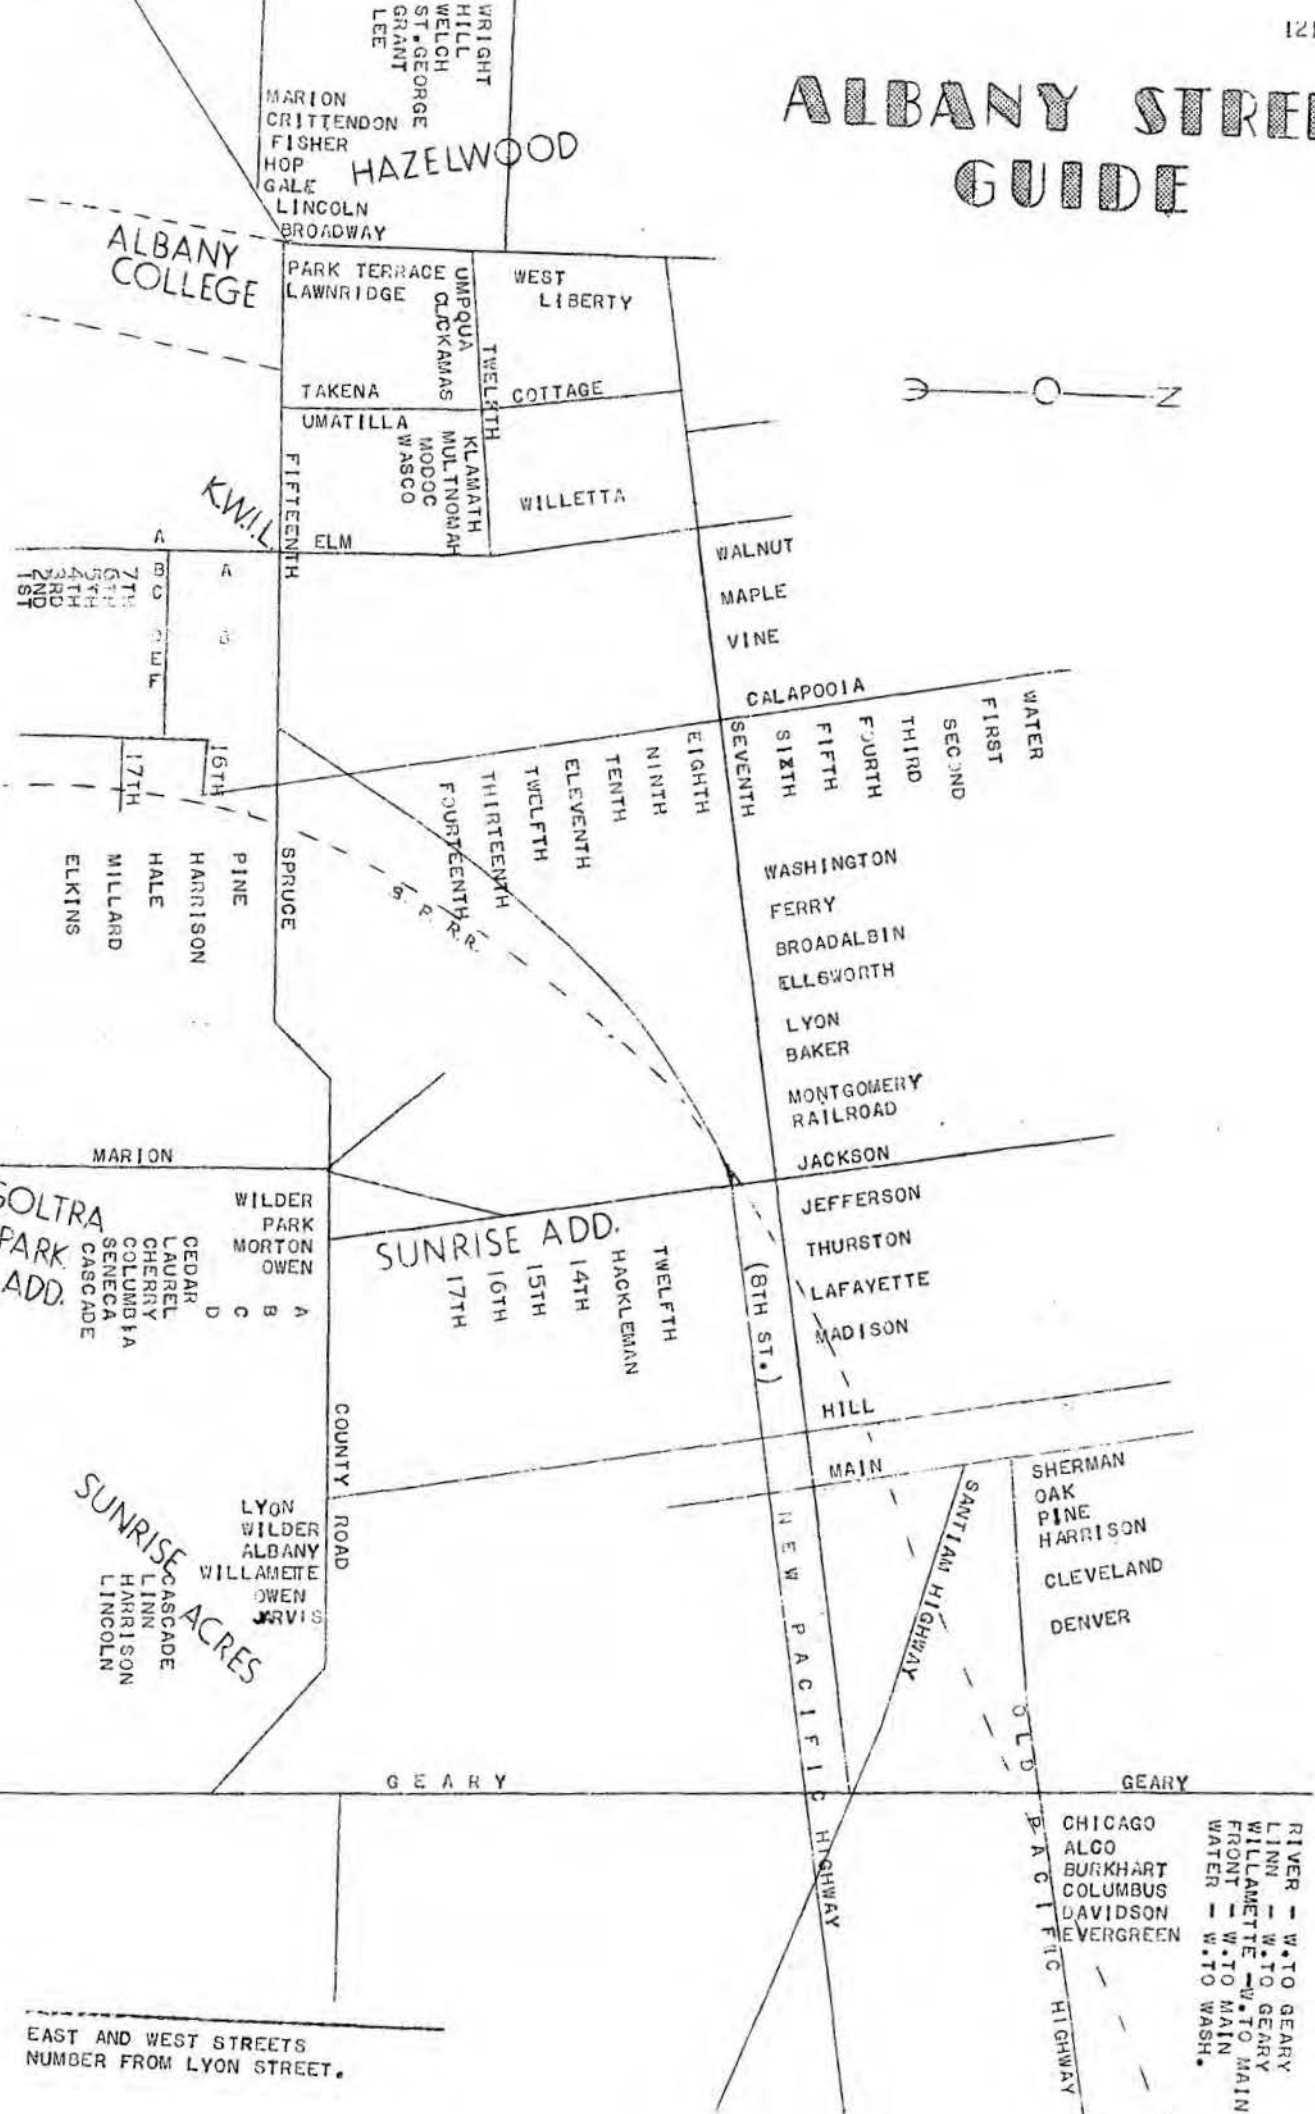 121
ALBANY STREE
GUIDE
WRIGHT
HILL
WELCH
ST.GEORGE
GRANT
LEE
MARION
CRITTENDON
FISHER
HOP
GALE
LINCOLN
BROADWAY
HAZELWOOD
ALBANY
COLLEGE
PARK TERRACE
LAWNRIDGE
UMPQUA
CLACKAMAS
WEST
LIBERTY
TWELFTH
TAKENA
COTTAGE
UMATILLA
KLAMATH
MULTNOMAH
MODOC
WASCO
WILLETTA
N
FIFTEENTH
K.W.I.L.
ELM
A
B
C
D
E
F
A
B
7TH
6TH
5TH
4TH
3RD
2ND
1ST
WALNUT
MAPLE
VINE
CALAPOOIA
WATER
FIRST
SECOND
THIRD
FOURTH
FIFTH
SIXTH
SEVENTH
EIGHTH
NINTH
TENTH
ELEVENTH
TWELFTH
THIRTEENTH
FOURTEENTH
16TH
17TH
SPRUCE
PINE
HARRISON
HALE
MILLARD
ELKINS
S. P. R.R.
WASHINGTON
FERRY
BROADALBIN
ELLSWORTH
LYON
BAKER
MONTGOMERY
RAILROAD
JACKSON
JEFFERSON
THURSTON
LAFAYETTE
MADISON
HILL
MAIN
MARION
GOLTRA
PARK
ADD.
WILDER
PARK
MORTON
OWEN
A
B
C
D
CEDAR
LAUREL
CHERRY
COLUMBIA
SENECA
CASCADE
SUNRISE ADD.
TWELFTH
HACKLEMAN
14TH
15TH
16TH
17TH
(8TH ST.)
COUNTY ROAD
SUNRISE ACRES
LYON
WILDER
ALBANY
WILLAMETTE
OWEN
JARVIS
CASCADE
LINN
HARRISON
LINCOLN
NEW PACIFIC HIGHWAY
SANTIAM HIGHWAY
SHERMAN
OAK
PINE
HARRISON
CLEVELAND
DENVER
OLD PACIFIC HIGHWAY
GEARY
GEARY
CHICAGO
ALCO
BURKHART
COLUMBUS
DAVIDSON
EVERGREEN
RIVER - W.TO GEARY
LINN - W.TO GEARY
WILLAMETTE -W.TO MAIN
FRONT - W.TO MAIN
WATER - W.TO WASH.
EAST AND WEST STREETS
NUMBER FROM LYON STREET.